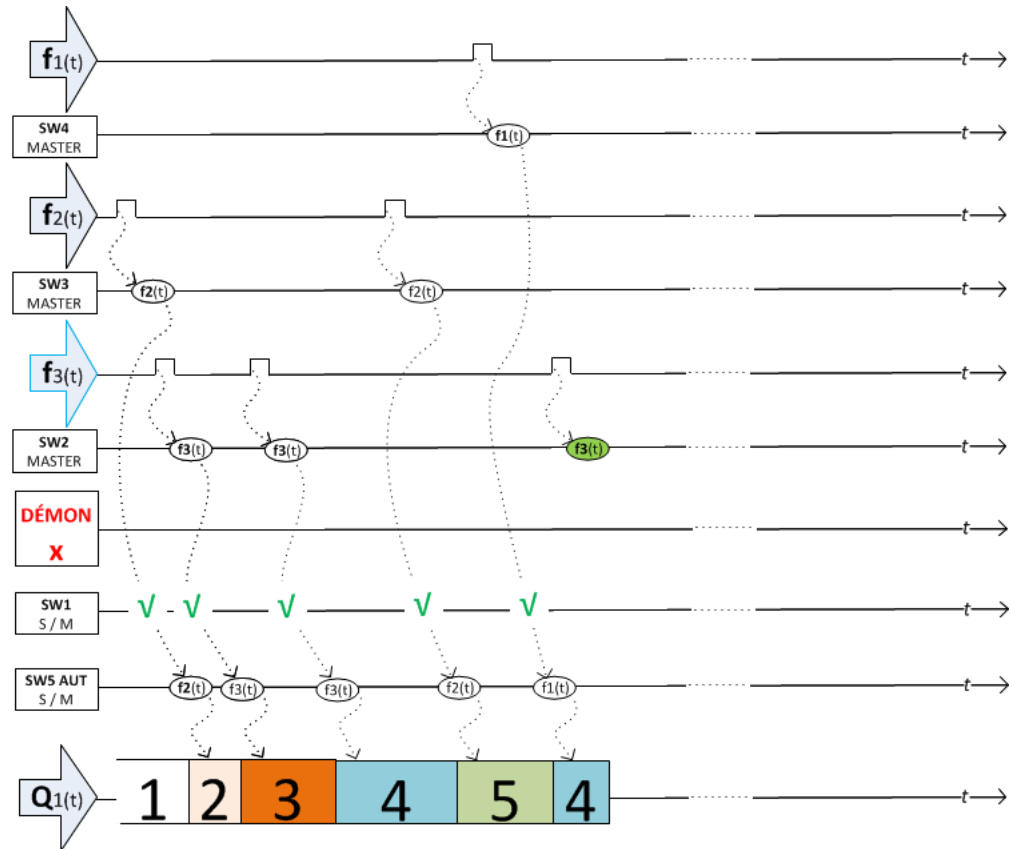 f1(t)
t
SW4
MASTER
f1(t)
t
f2(t)
t
SW3
MASTER
f2(t)
f2(t)
t
f3(t)
t
SW2
MASTER
f3(t)
f3(t)
f3(t)
t
DÉMON
X
t
SW1
S / M
√ √ √ √ √
t
SW5 AUT
S / M
f2(t)
f3(t)
f3(t)
f2(t)
f1(t)
t
Q1(t)
1 2 3 4 5 4
t